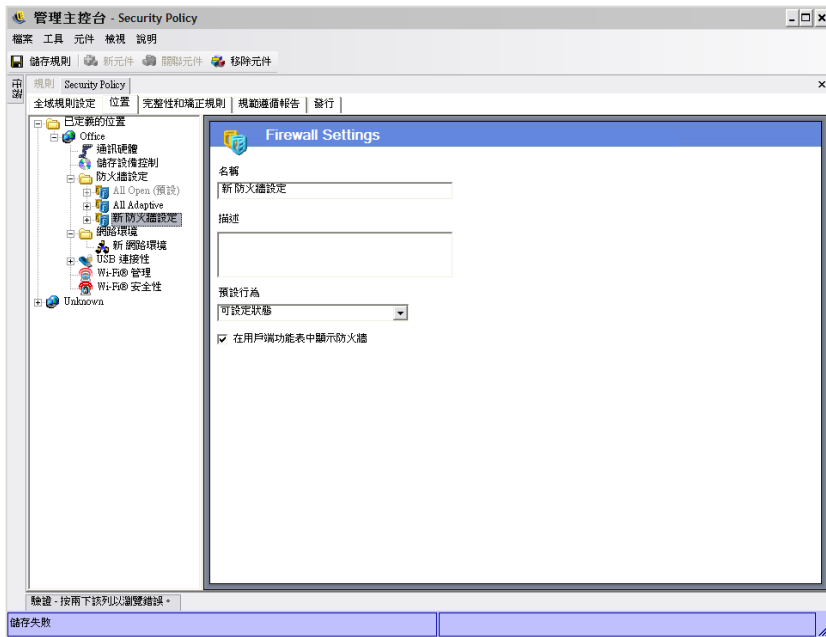 管理主控台 - Security Policy
檔案 工具 元件 檢視 說明
儲存規則 新元件 關聯元件 移除元件
規則 Security Policy
全域規則設定 位置 完整性和矯正規則 規範遵循報告 發行
已定義的位置
Office
通訊硬體
儲存設備控制
防火牆設定
All Open (預設)
All Adaptive
新 防火牆設定
網路環境
新 網路環境
USB 連接性
Wi-Fi® 管理
Wi-Fi® 安全性
Unknown
Firewall Settings
名稱
新 防火牆設定
描述
預設行為
可設定狀態
在用戶端功能表中顯示防火牆
驗證 - 按兩下該列以瀏覽錯誤。
儲存失敗